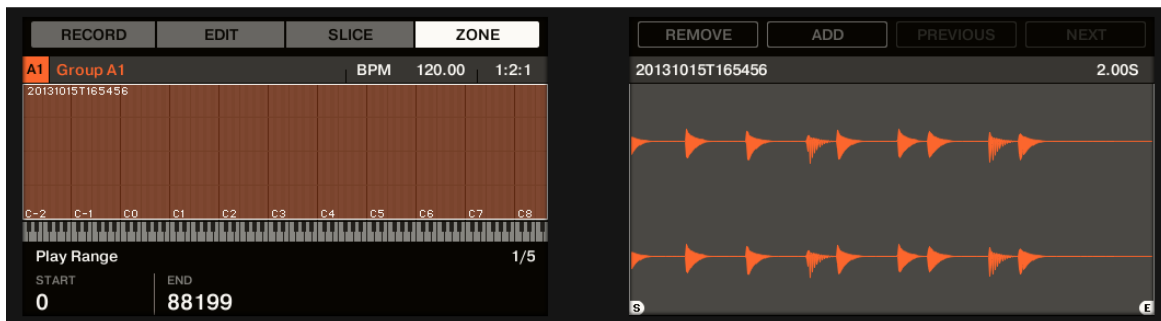 RECORD EDIT SLICE ZONE
A1 Group A1 BPM 120.00 1:2:1
20131015T165456
C-2 C-1 C0 C1 C2 C3 C4 C5 C6 C7 C8
Play Range 1/5
START END
0 88199
REMOVE ADD PREVIOUS NEXT
20131015T165456 2.00S
S E